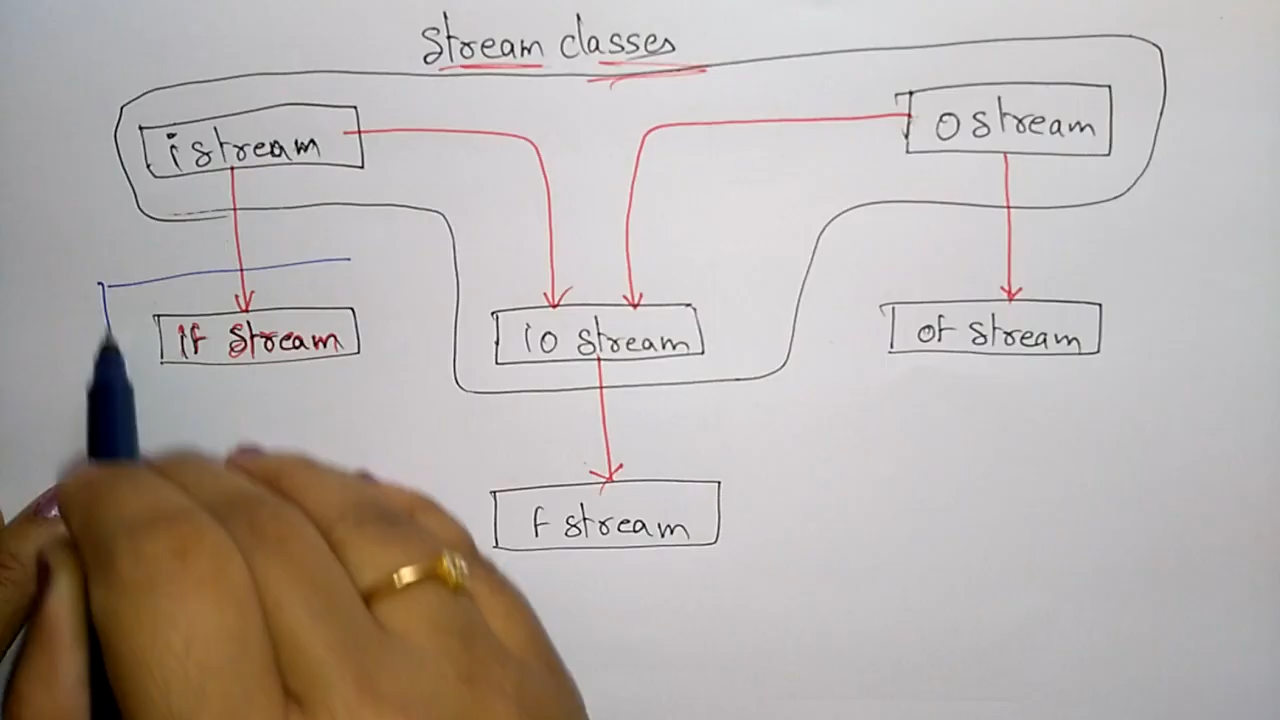 Stream classes
istream
ostream
if stream
io stream
of stream
f stream